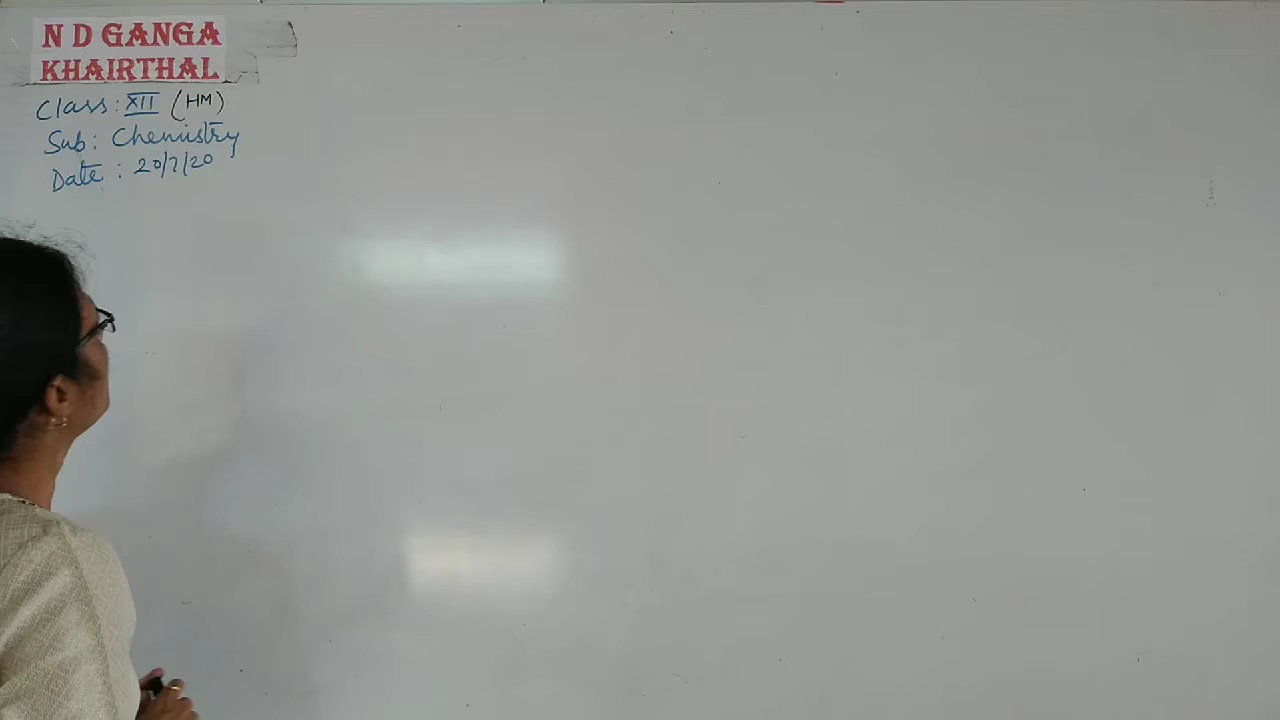 N D GANGA
KHAIRTHAL
Class: XII (HM)
Sub: Chemistry
Date: 20/7/20